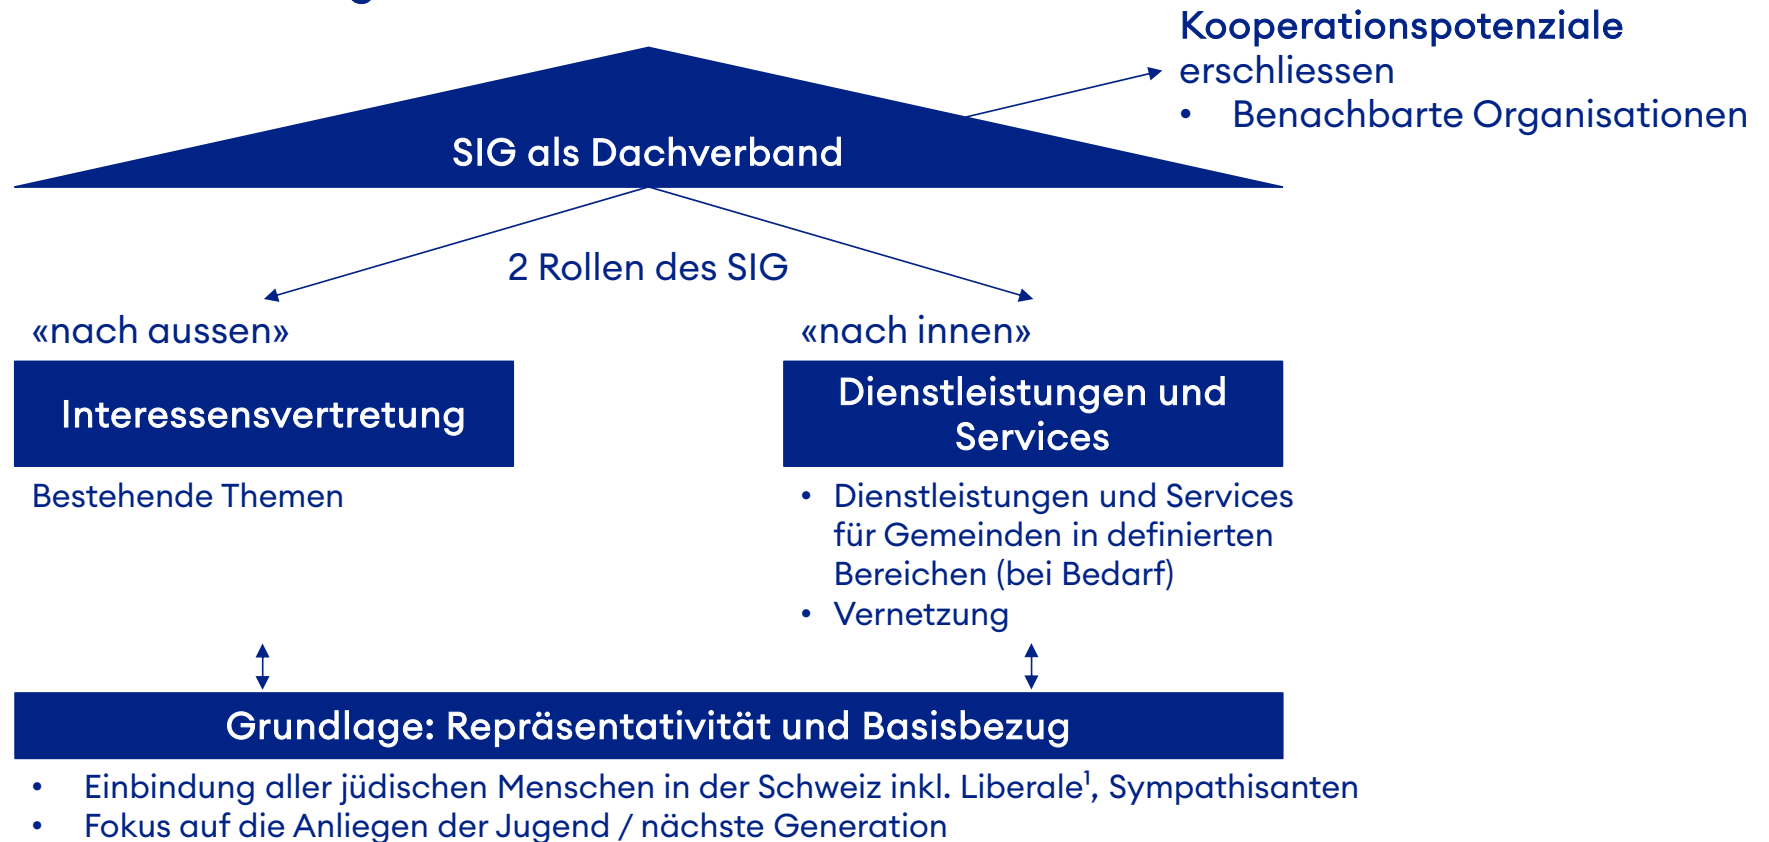 Kooperationspotenziale
erschliessen
• Benachbarte Organisationen
SIG als Dachverband
2 Rollen des SIG
«nach aussen»
«nach innen»
Interessensvertretung
Dienstleistungen und
Services
Bestehende Themen
• Dienstleistungen und Services
für Gemeinden in definierten
Bereichen (bei Bedarf)
• Vernetzung
Grundlage: Repräsentativität und Basisbezug
• Einbindung aller jüdischen Menschen in der Schweiz inkl. Liberale¹, Sympathisanten
• Fokus auf die Anliegen der Jugend / nächste Generation